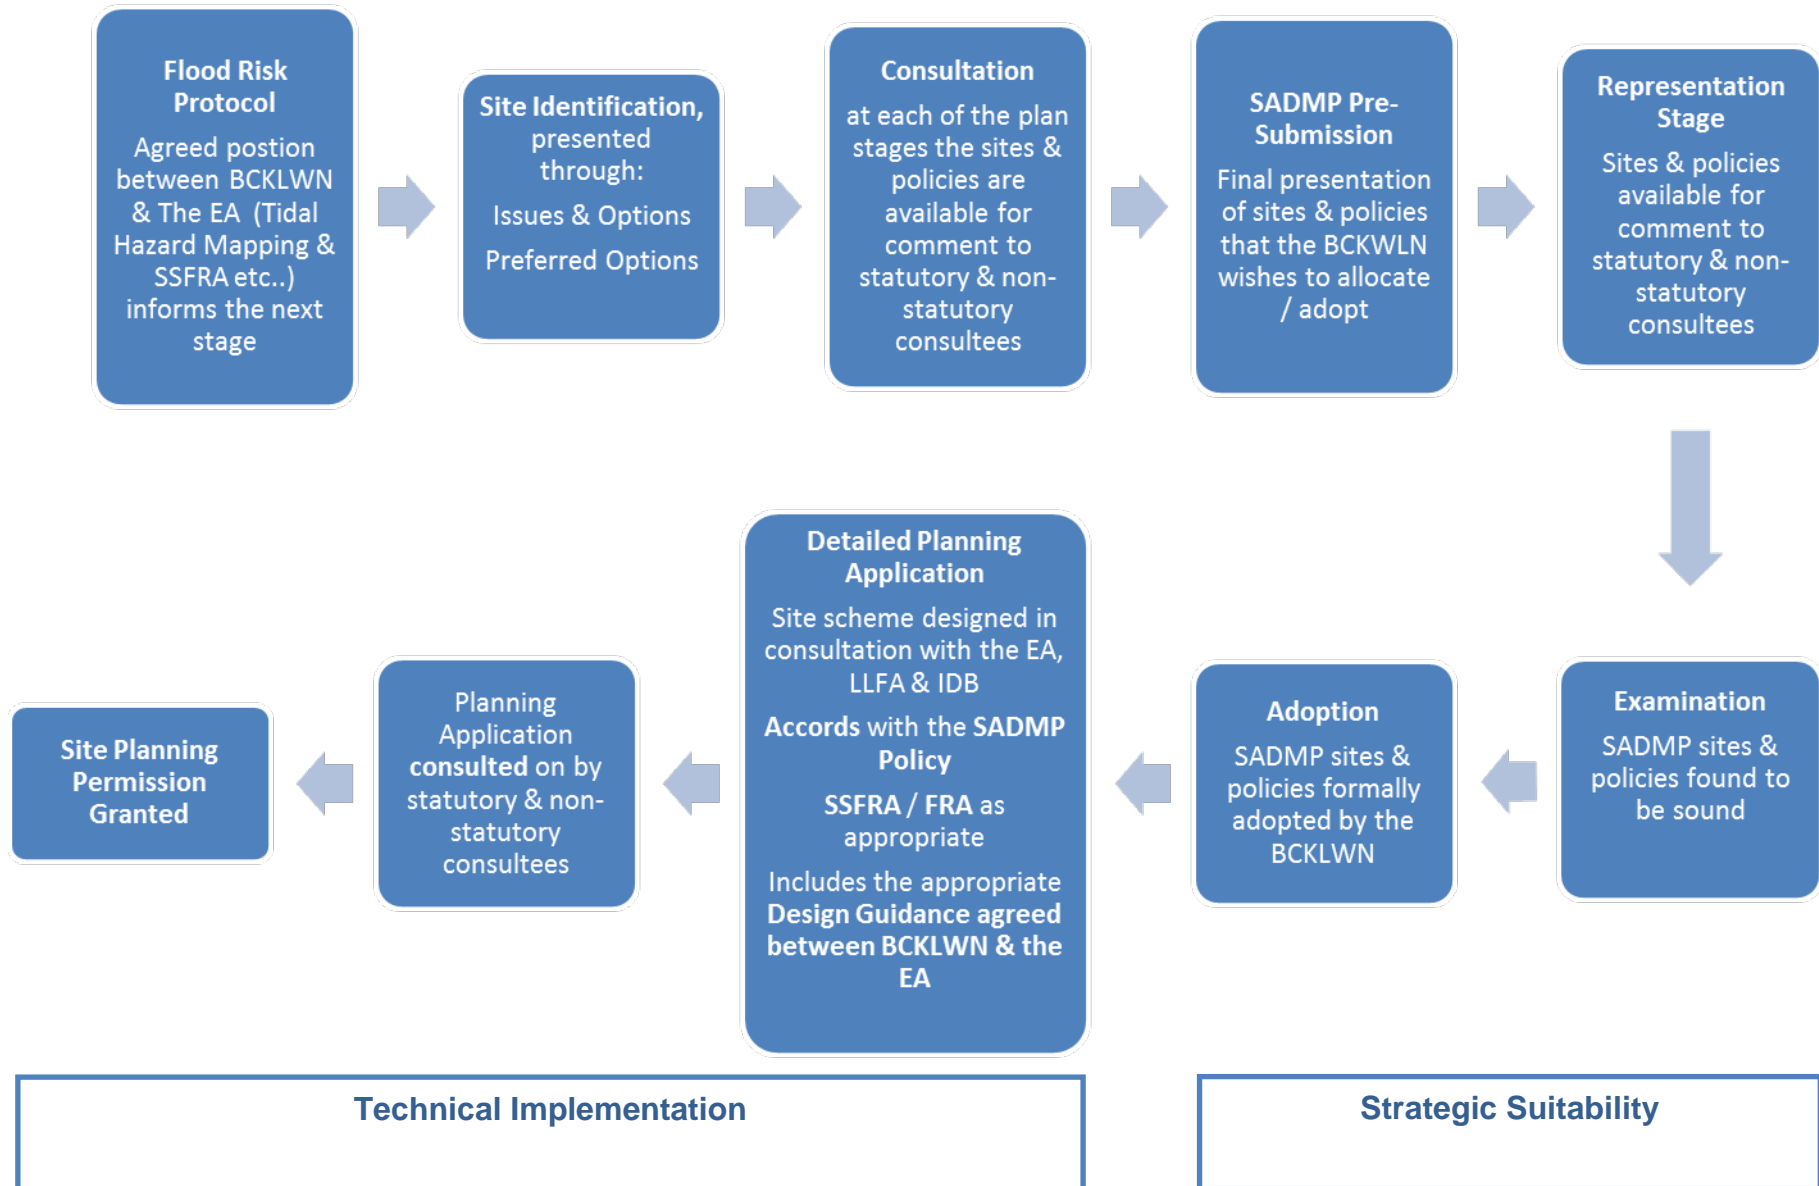 Flood Risk
Protocol
Agreed postion
between BCKLWN
& The EA (Tidal
Hazard Mapping &
SSFRA etc..)
informs the next
stage
Site Identification,
presented
through:
Issues & Options
Preferred Options
Consultation
at each of the plan
stages the sites &
policies are
available for
comment to
statutory & non-
statutory
consultees
SADMP Pre-
Submission
Final presentation
of sites & policies
that the BCKWLN
wishes to allocate
/ adopt
Representation
Stage
Sites & policies
available for
comment to
statutory & non-
statutory
consultees
Examination
SADMP sites &
policies found to
be sound
Adoption
SADMP sites &
policies formally
adopted by the
BCKLWN
Detailed Planning
Application
Site scheme designed in
consultation with the EA,
LLFA & IDB
Accords with the SADMP
Policy
SSFRA / FRA as
appropriate
Includes the appropriate
Design Guidance agreed
between BCKLWN & the
EA
Planning
Application
consulted on by
statutory & non-
statutory
consultees
Site Planning
Permission
Granted
Technical Implementation
Strategic Suitability